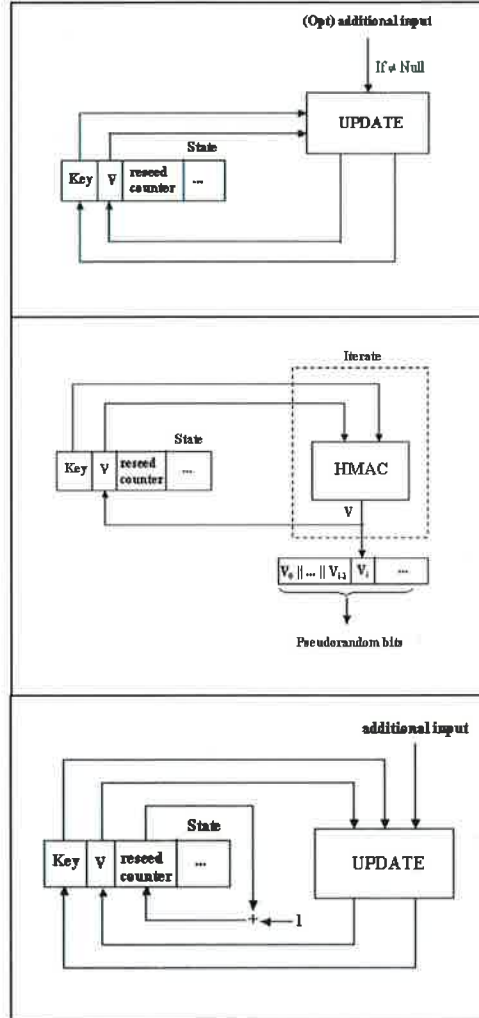 (Opt) additional input
If ≠ Null
UPDATE
State
Key V reseed counter ...
Iterate
State
Key V reseed counter ...
HMAC
V
V₀ || ... || Vᵢ₋₁ Vᵢ ...
Pseudorandom bits
additional input
State
Key V reseed counter ...
UPDATE
+ 1